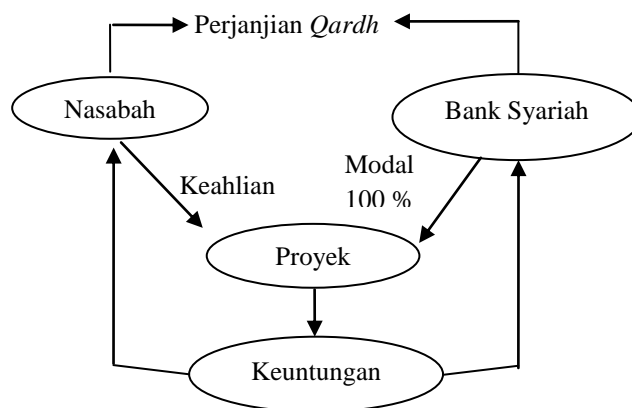 Perjanjian Qardh
Nasabah
Bank Syariah
Keahlian
Modal
100 %
Proyek
Keuntungan